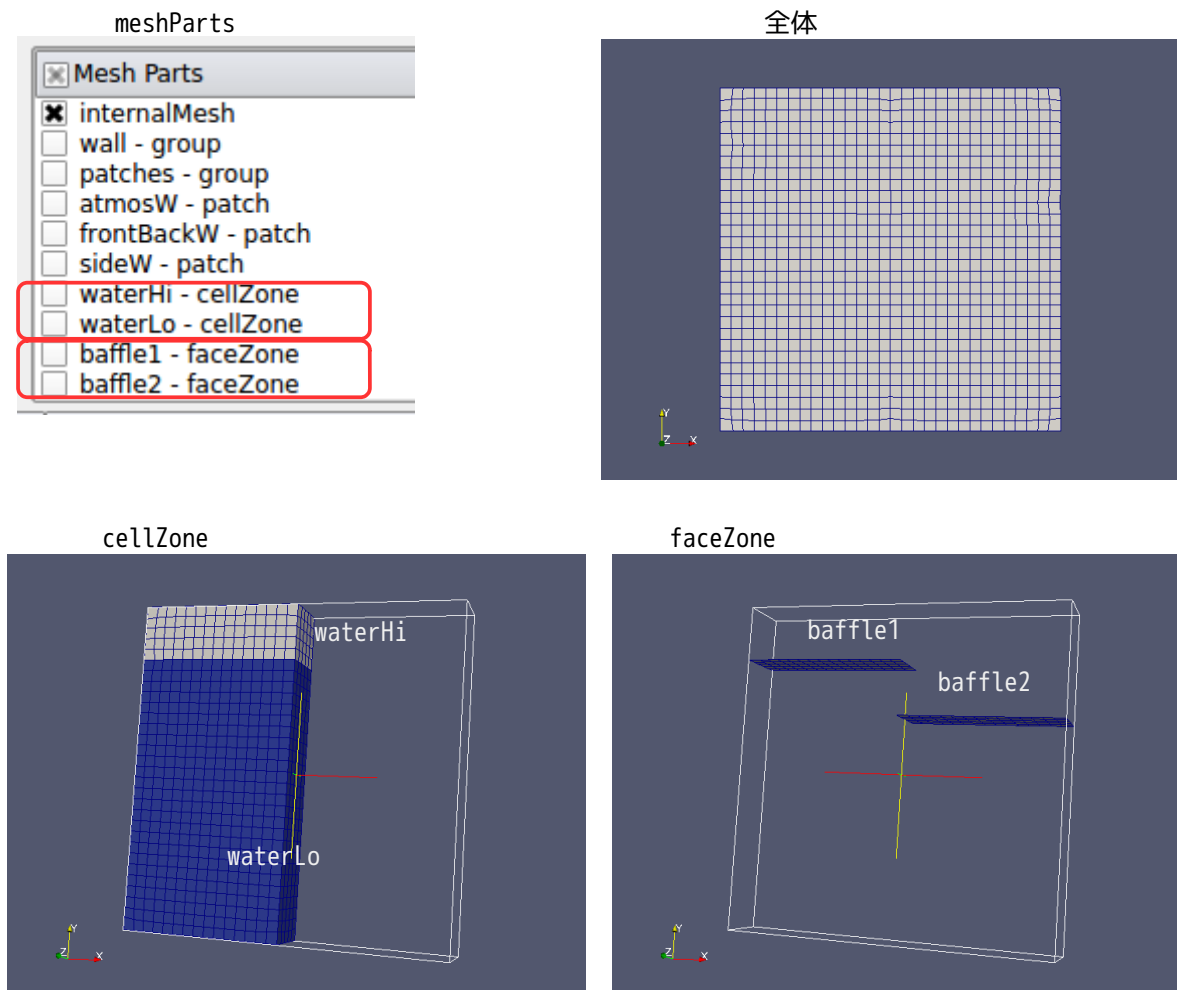 meshParts
全体
Mesh Parts
internalMesh
wall - group
patches - group
atmosW - patch
frontBackW - patch
sideW - patch
waterHi - cellZone
waterLo - cellZone
baffle1 - faceZone
baffle2 - faceZone
Y
Z X
cellZone
faceZone
waterHi
waterLo
Y
Z X
baffle1
baffle2
Y
Z X